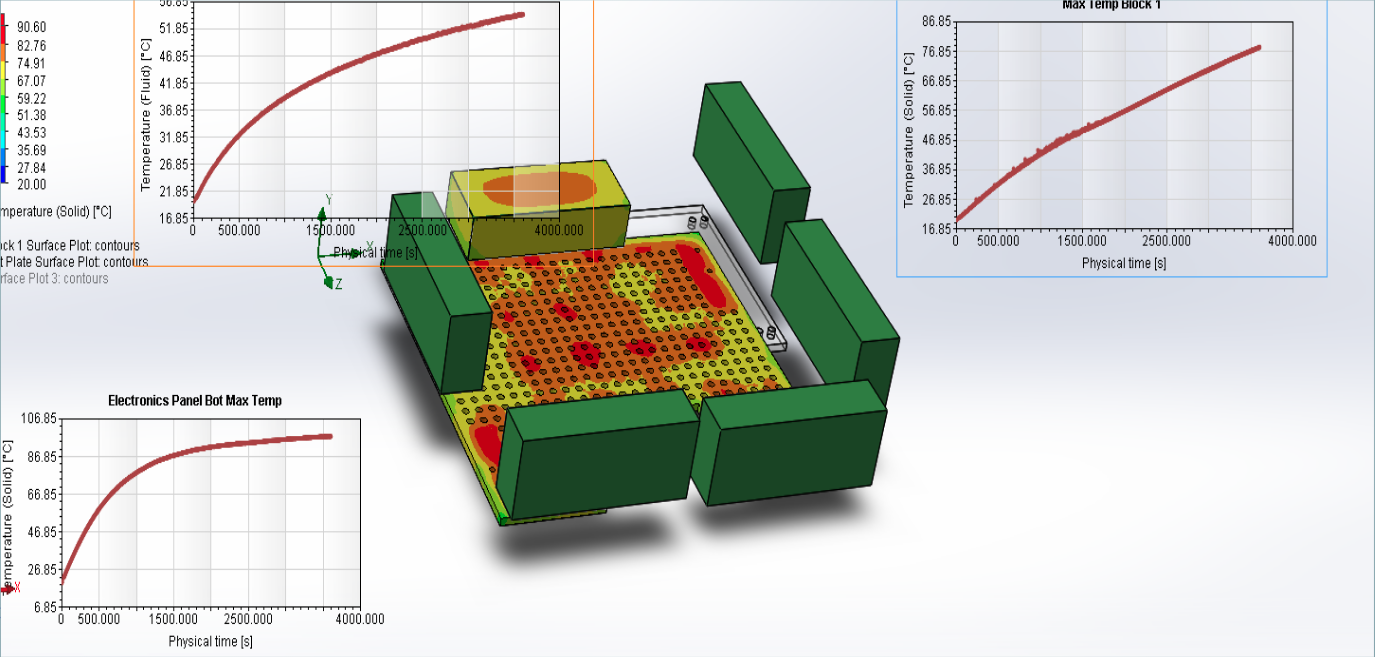 90.60
82.76
74.91
67.07
59.22
51.38
43.53
35.69
27.84
20.00
mperature (Solid) [°C]
ck 1 Surface Plot: contours
t Plate Surface Plot: contours
rface Plot 3: contours
56.85
51.85
46.85
41.85
36.85
31.85
26.85
21.85
16.85
Temperature (Fluid) [°C]
0 500.000 1500.000 2500.000 4000.000
Physical time [s]
Y
X
Z
Max Temp Block 1
86.85
76.85
66.85
56.85
46.85
36.85
26.85
16.85
Temperature (Solid) [°C]
0 500.000 1500.000 2500.000 4000.000
Physical time [s]
Electronics Panel Bot Max Temp
106.85
86.85
66.85
46.85
26.85
6.85
emperature (Solid) [°C]
X
0 500.000 1500.000 2500.000 4000.000
Physical time [s]